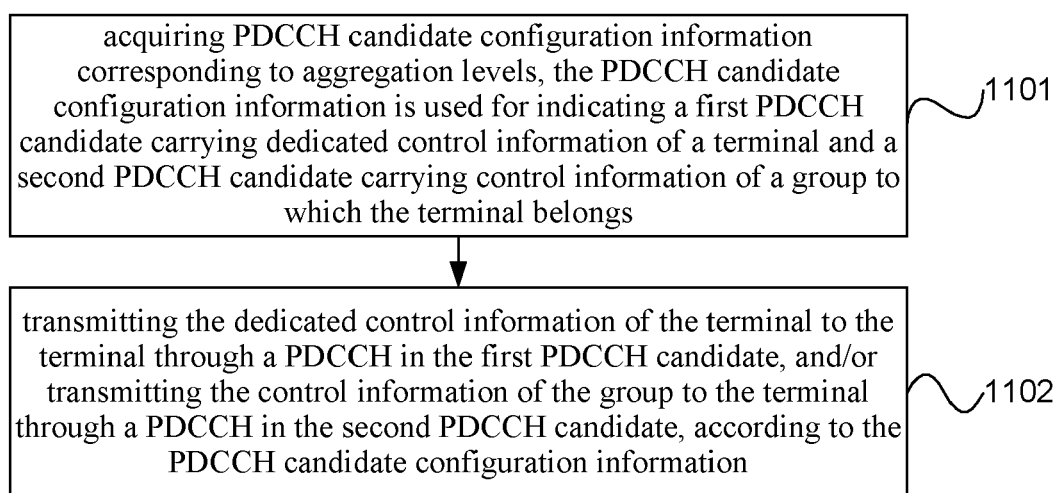 acquiring PDCCH candidate configuration information
corresponding to aggregation levels, the PDCCH candidate
configuration information is used for indicating a first PDCCH
candidate carrying dedicated control information of a terminal and a
second PDCCH candidate carrying control information of a group to
which the terminal belongs
1101
transmitting the dedicated control information of the terminal to the
terminal through a PDCCH in the first PDCCH candidate, and/or
transmitting the control information of the group to the terminal
through a PDCCH in the second PDCCH candidate, according to the
PDCCH candidate configuration information
1102